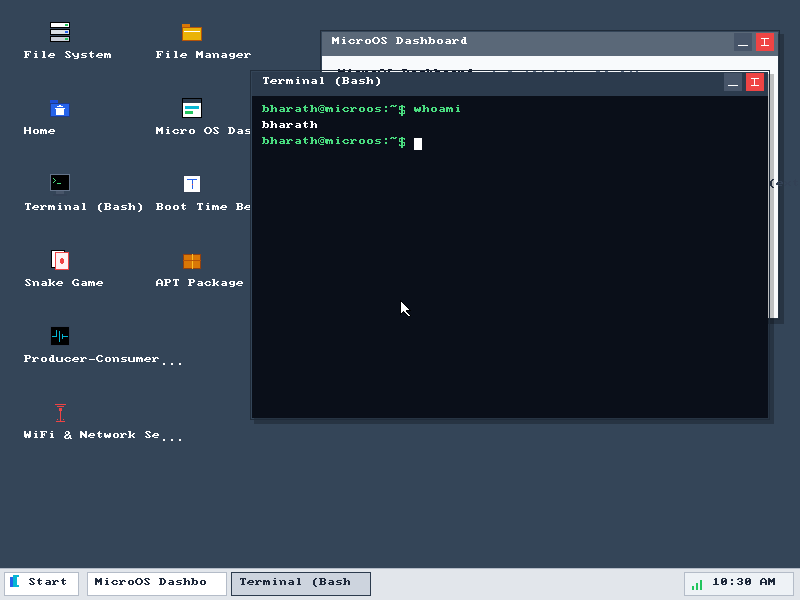 File System
File Manager
Home
Micro OS Das
Terminal (Bash)
Boot Time Be
Snake Game
APT Package
Producer-Consumer...
WiFi & Network Se...
MicroOS Dashboard
Terminal (Bash)
bharath@microos:~$ whoami
bharath
bharath@microos:~$
Start
MicroOS Dashbo
Terminal (Bash
10:30 AM